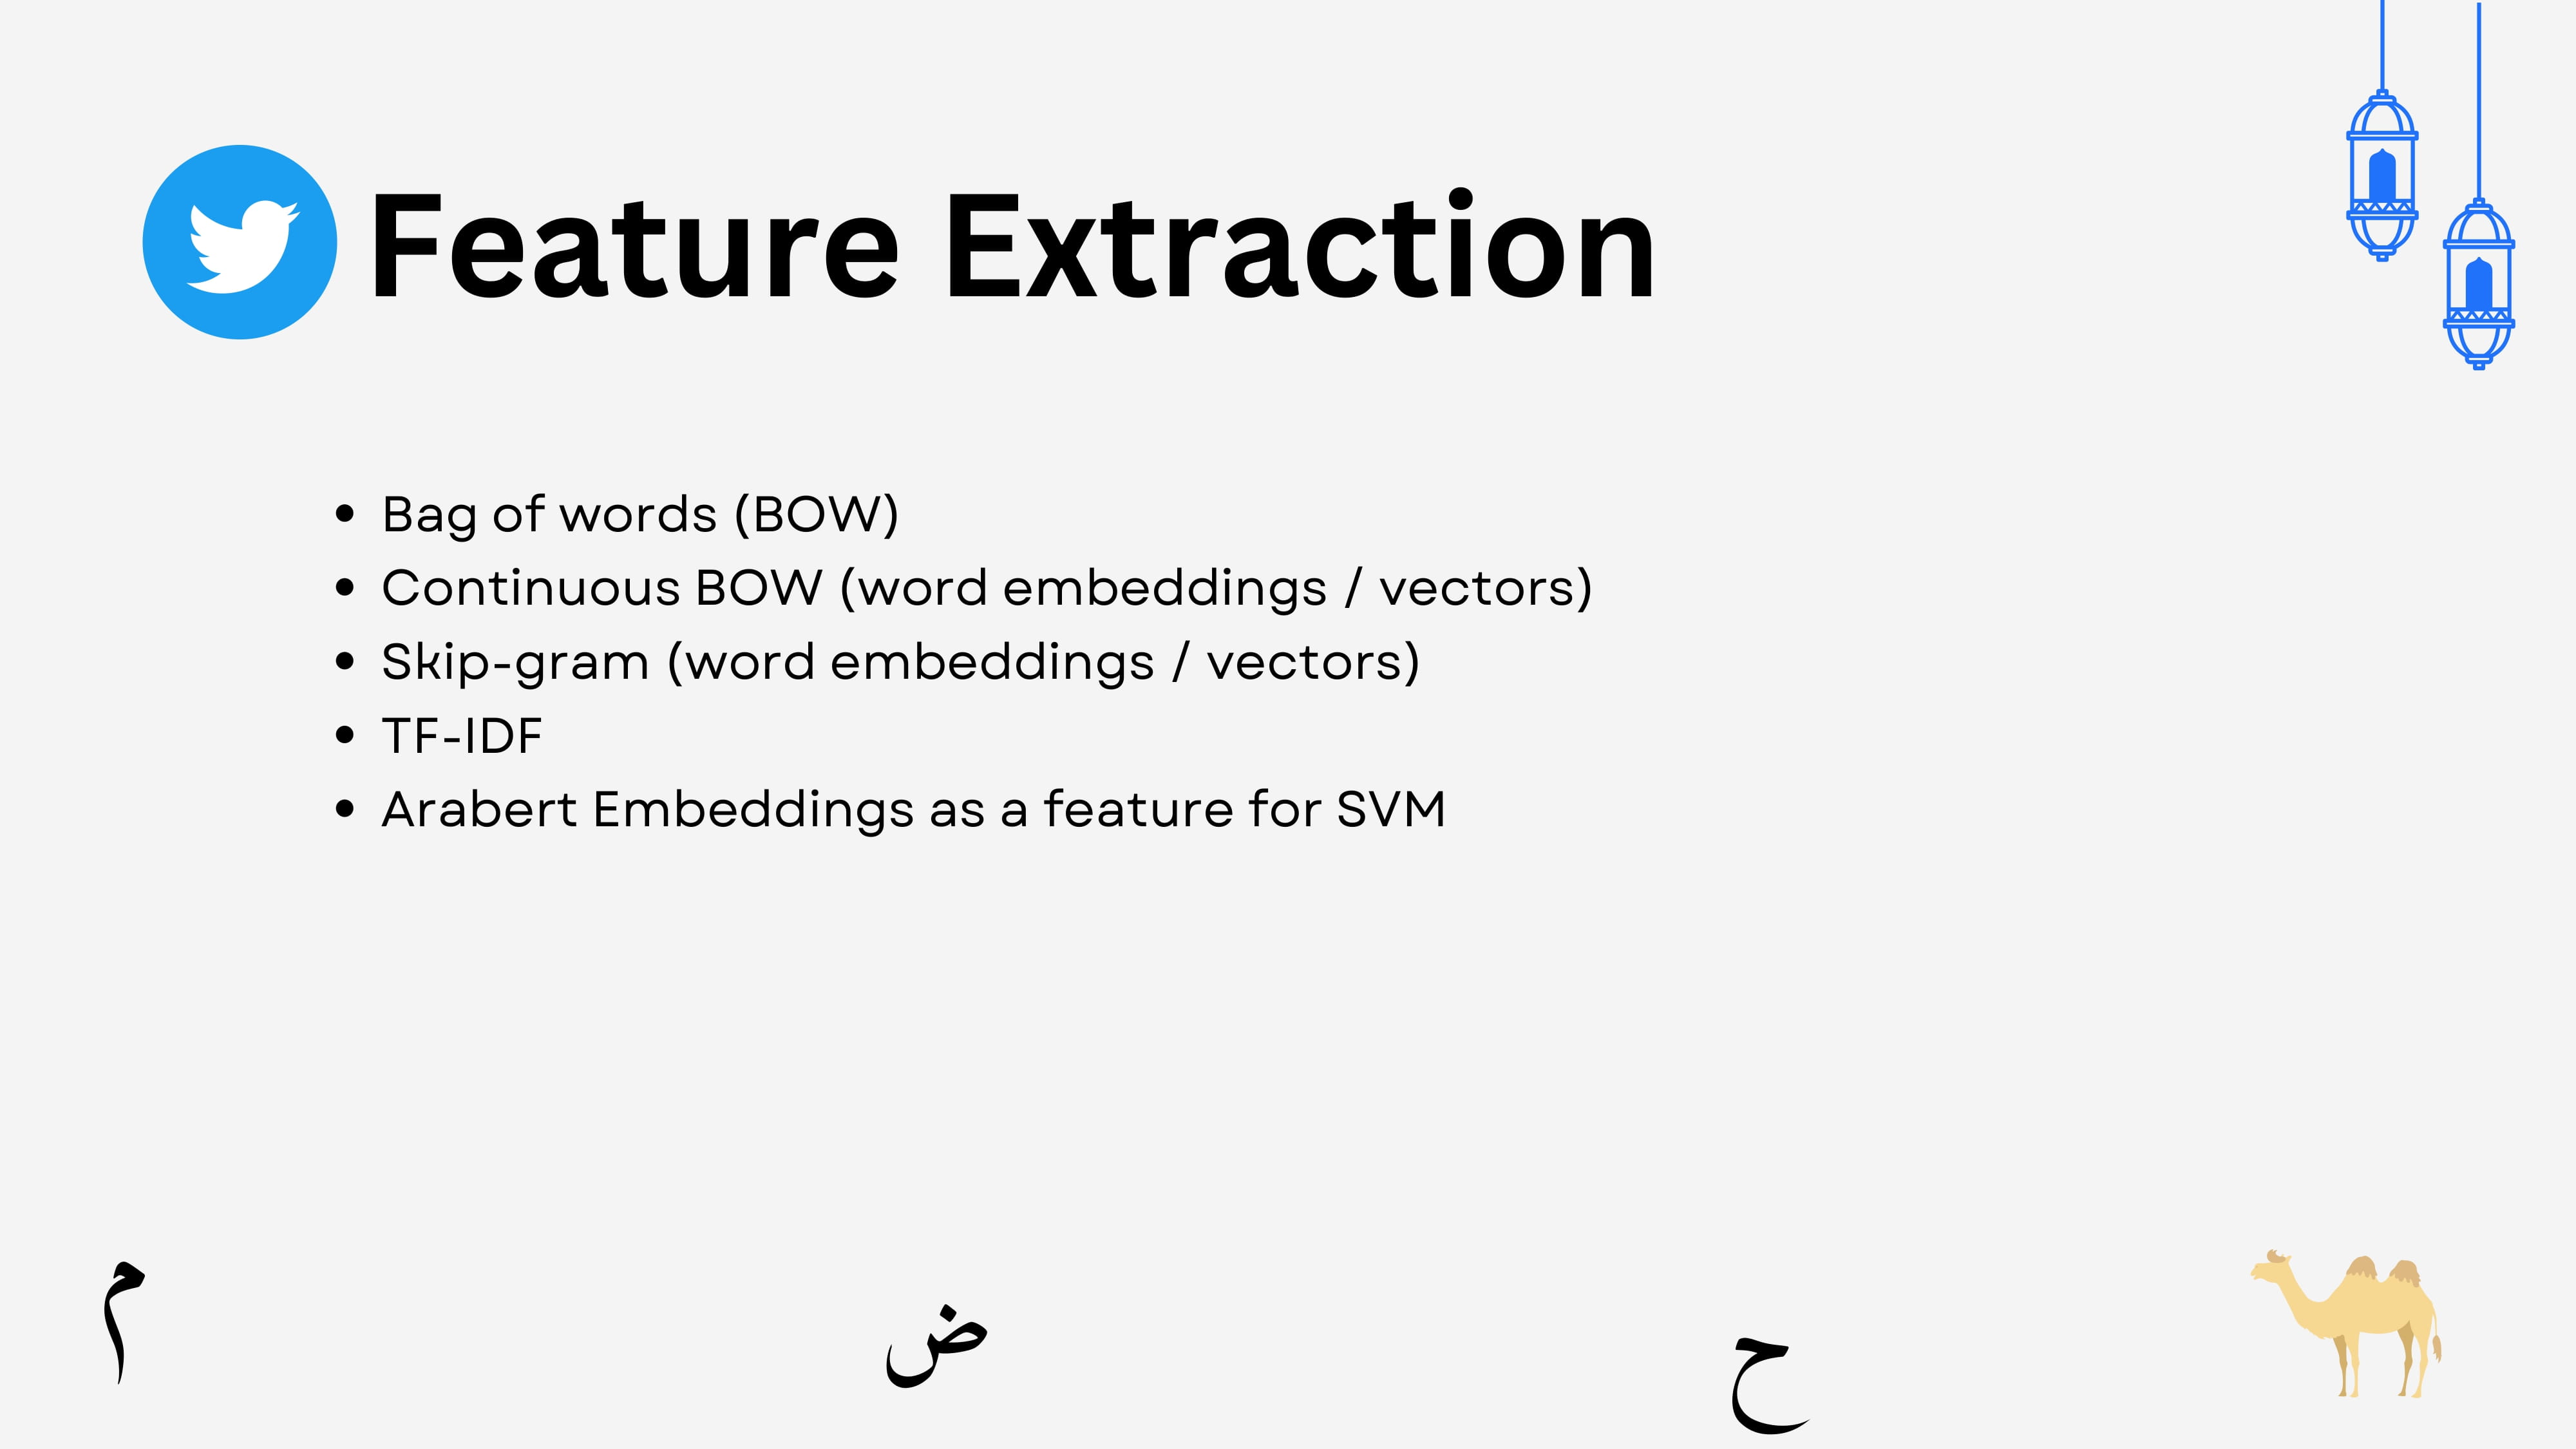 Feature Extraction
• Bag of words (BOW)
• Continuous BOW (word embeddings / vectors)
• Skip-gram (word embeddings / vectors)
• TF-IDF
• Arabert Embeddings as a feature for SVM
م
ض
ح